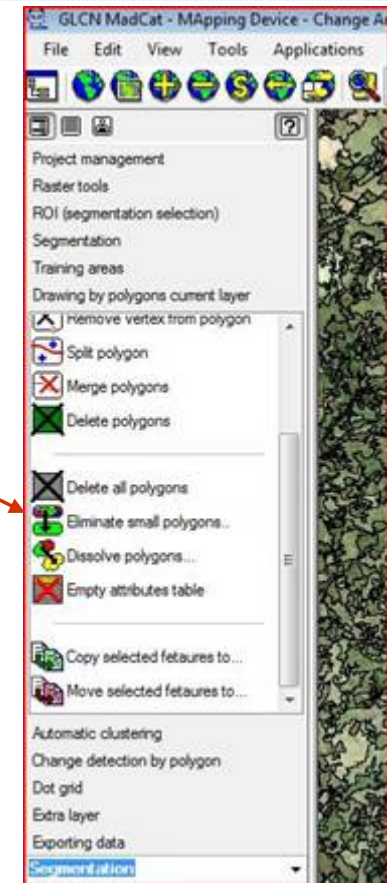 GLCN MadCat - MApping Device - Change A
File Edit View Tools Applications
Project management
Raster tools
ROI (segmentation selection)
Segmentation
Training areas
Drawing by polygons current layer
Remove vertex from polygon
Split polygon
Merge polygons
Delete polygons
Delete all polygons
Eliminate small polygons..
Dissolve polygons...
Empty attributes table
Copy selected fetaures to...
Move selected fetaures to...
Automatic clustering
Change detection by polygon
Dot grid
Extra layer
Exporting data
Segmentation